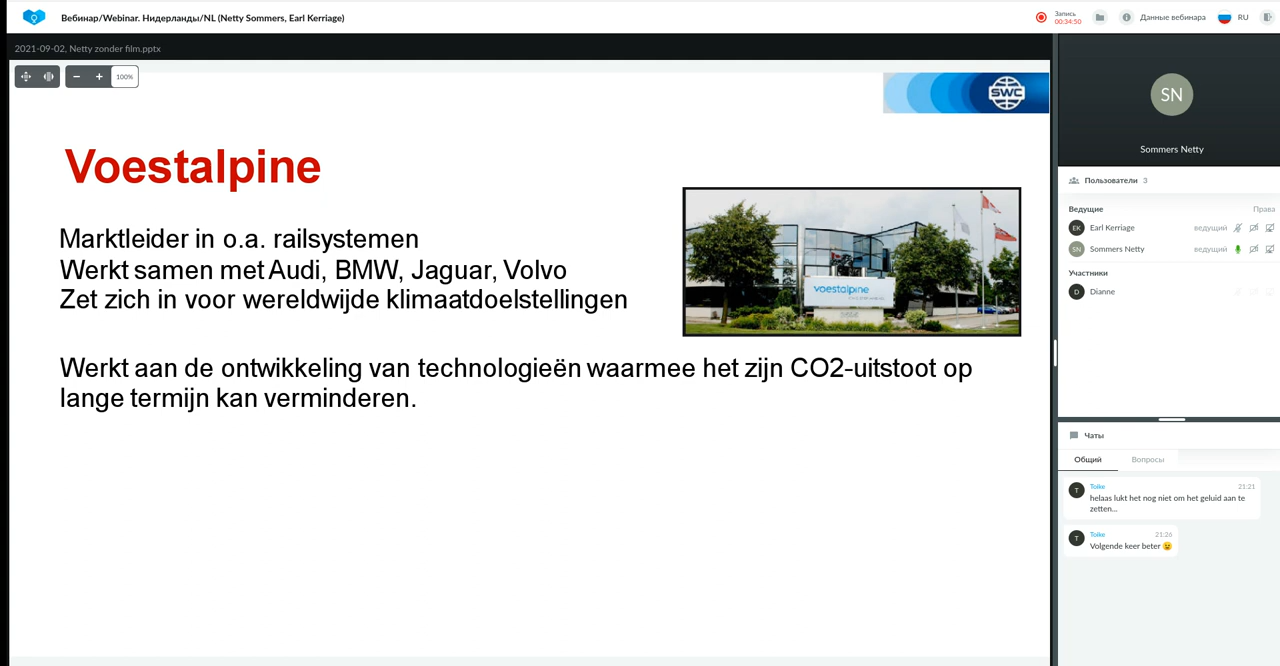 Вебинар/Webinar. Нидерланды/NL (Netty Sommers, Earl Kerriage)
Запись
00:34:50
Данные вебинара
RU
2021-09-02, Netty zonder film.pptx
100%
SWC
Voestalpine
Marktleider in o.a. railsystemen
Werkt samen met Audi, BMW, Jaguar, Volvo
Zet zich in voor wereldwijde klimaatdoelstellingen
voestalpine
Werkt aan de ontwikkeling van technologieën waarmee het zijn CO2-uitstoot op
lange termijn kan verminderen.
SN
Sommers Netty
Пользователи 3
Ведущие Права
EK Earl Kerriage ведущий
SN Sommers Netty ведущий
Участники
D Dianne
Чаты
Общий Вопросы
T Toike 21:21
helaas lukt het nog niet om het geluid aan te
zetten...
T Toike 21:26
Volgende keer beter 😉